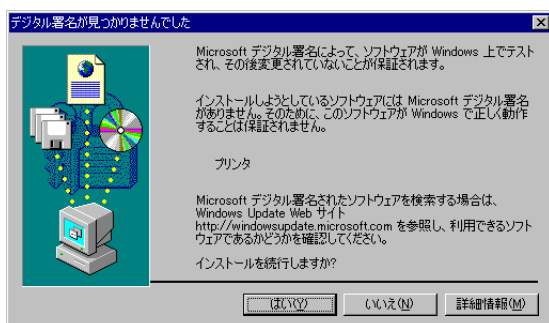 デジタル署名が見つかりませんでした
Microsoft デジタル署名によって、ソフトウェアが Windows 上でテスト
され、その後変更されていないことが保証されます。
インストールしようとしているソフトウェアには Microsoft デジタル署名
がありません。そのために、このソフトウェアが Windows で正しく動作
することは保証されません。
プリンタ
Microsoft デジタル署名されたソフトウェアを検索する場合は、
Windows Update Web サイト
http://windowsupdate.microsoft.com を参照し、利用できるソフト
ウェアであるかどうかを確認してください。
インストールを続行しますか?
はい(Y) いいえ(N) 詳細情報(M)